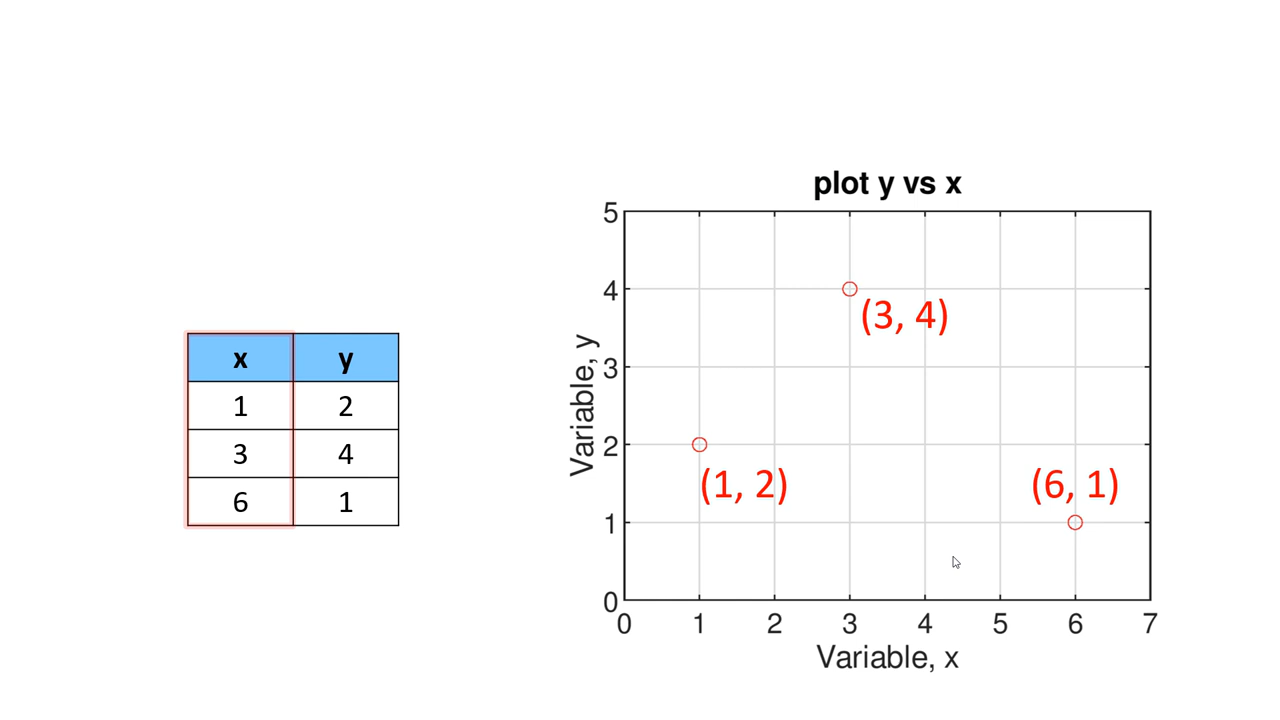 x y
1 2
3 4
6 1
plot y vs x
5
4
3
2
1
0
Variable, y
(3, 4)
(1, 2)
(6, 1)
0 1 2 3 4 5 6 7
Variable, x